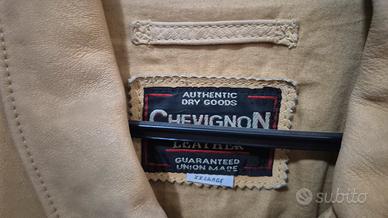 AUTHENTIC
DRY GOODS
CHEVIGNON
LEATHER
GUARANTEED
UNION MADE
XX LARGE
subito